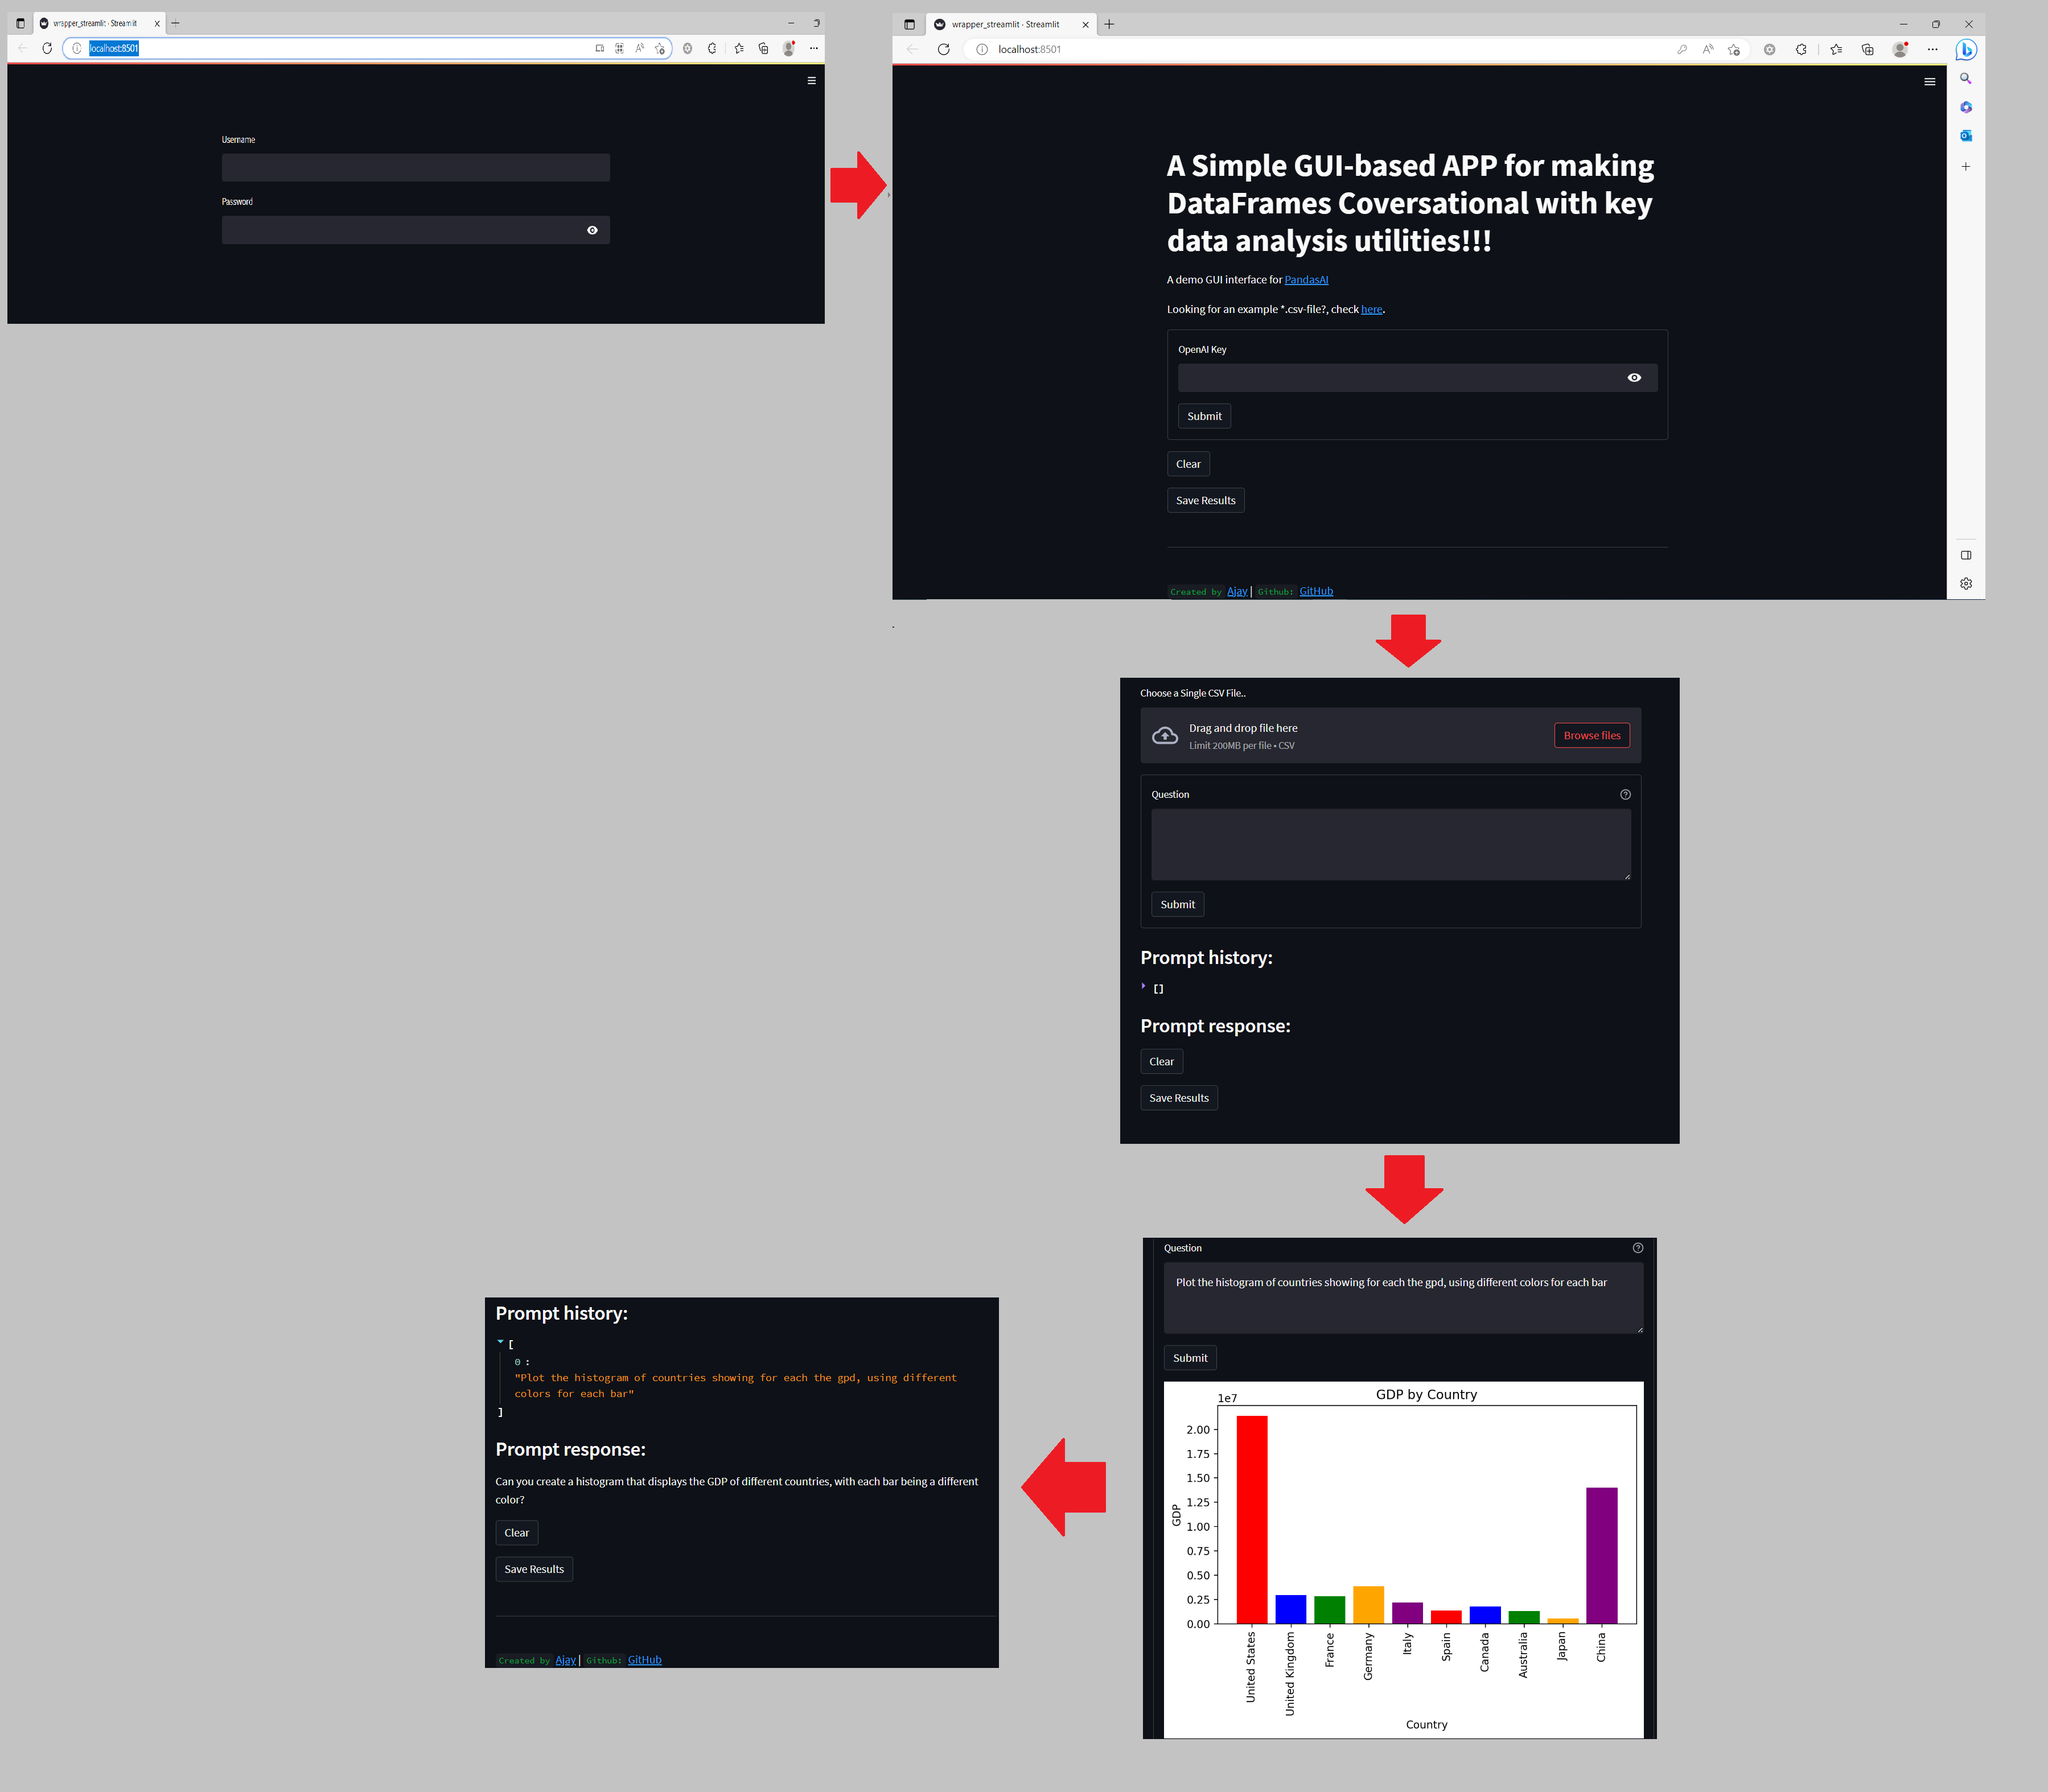 wrapper_streamlit · Streamlit
localhost:8501
Username
Password
wrapper_streamlit · Streamlit
localhost:8501
A Simple GUI-based APP for making
DataFrames Coversational with key
data analysis utilities!!!
A demo GUI interface for PandasAI
Looking for an example *.csv-file?, check here.
OpenAI Key
Submit
Clear
Save Results
Created by Ajay | Github: GitHub
Choose a Single CSV File..
Drag and drop file here
Limit 200MB per file • CSV
Browse files
Question
Submit
Prompt history:
[]
Prompt response:
Clear
Save Results
Question
Plot the histogram of countries showing for each the gpd, using different colors for each bar
Submit
GDP by Country
1e7
2.00
1.75
1.50
1.25
1.00
0.75
0.50
0.25
0.00
GDP
United States
United Kingdom
France
Germany
Italy
Spain
Canada
Australia
Japan
China
Country
Prompt history:
[
0 :
"Plot the histogram of countries showing for each the gpd, using different
colors for each bar"
]
Prompt response:
Can you create a histogram that displays the GDP of different countries, with each bar being a different
color?
Clear
Save Results
Created by Ajay | Github: GitHub